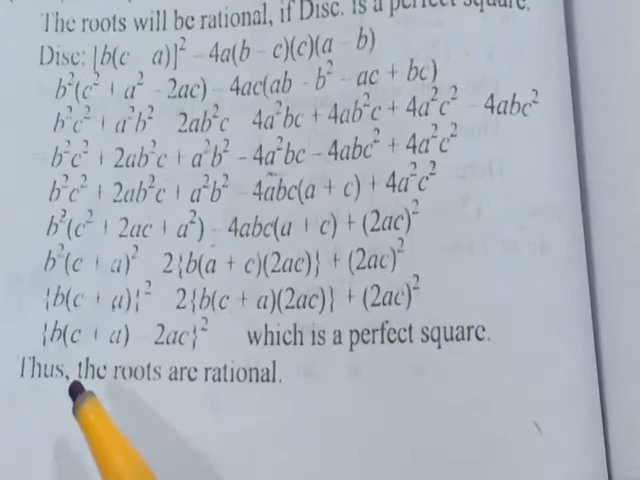 The roots will be rational, if Disc. is a perfect square.
Disc: [b(c a)]² - 4a(b - c)(c)(a - b)
b²(c² + a² - 2ac) - 4ac(ab - b² - ac + bc)
b²c² + a²b² 2ab²c 4a²bc + 4ab²c + 4a²c² - 4abc²
b²c² + 2ab²c + a²b² - 4a²bc - 4abc² + 4a²c²
b²c² + 2ab²c + a²b² - 4abc(a + c) + 4a²c²
b²(c² + 2ac + a²) - 4abc(a + c) + (2ac)²
b²(c + a)² 2{b(a + c)(2ac)} + (2ac)²
{b(c + a)}² 2{b(c + a)(2ac)} + (2ac)²
{b(c + a) 2ac}² which is a perfect square.
Thus, the roots are rational.